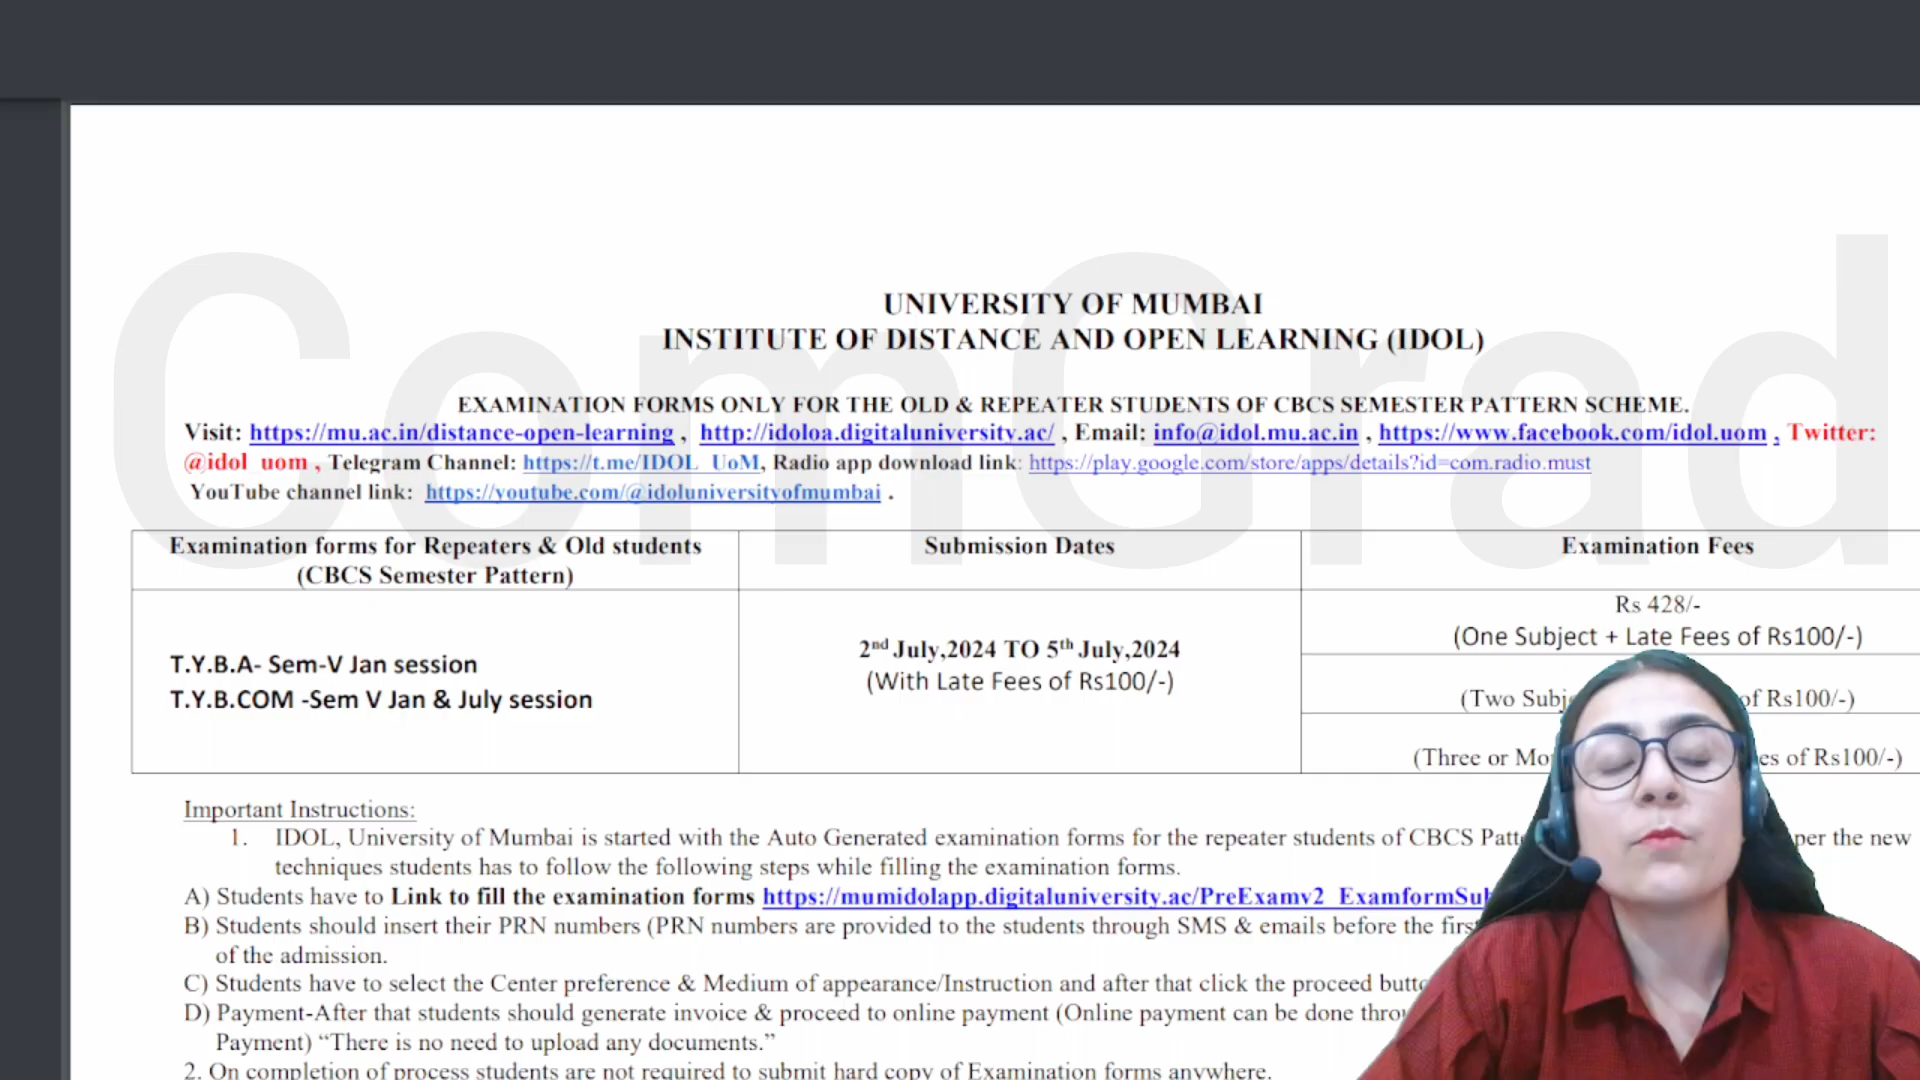 ComGrad
UNIVERSITY OF MUMBAI
INSTITUTE OF DISTANCE AND OPEN LEARNING (IDOL)
EXAMINATION FORMS ONLY FOR THE OLD & REPEATER STUDENTS OF CBCS SEMESTER PATTERN SCHEME.
Visit: https://mu.ac.in/distance-open-learning , http://idoloa.digitaluniversity.ac/ , Email: info@idol.mu.ac.in , https://www.facebook.com/idol.uom , Twitter:
@idol_uom , Telegram Channel: https://t.me/IDOL_UoM, Radio app download link: https://play.google.com/store/apps/details?id=com.radio.must
YouTube channel link: https://youtube.com/@idoluniversityofmumbai .
Examination forms for Repeaters & Old students
(CBCS Semester Pattern)
Submission Dates
Examination Fees
T.Y.B.A- Sem-V Jan session
T.Y.B.COM -Sem V Jan & July session
2nd July,2024 TO 5th July,2024
(With Late Fees of Rs100/-)
Rs 428/-
(One Subject + Late Fees of Rs100/-)
(Two of Rs100/-)
(Three or of Rs100/-)
Important Instructions:
1. IDOL, University of Mumbai is started with the Auto Generated examination forms for the repeater students of CBCS per the new
techniques students has to follow the following steps while filling the examination forms.
A) Students have to Link to fill the examination forms https://mumidolapp.digitaluniversity.ac/PreExamv2_ExamformSu
B) Students should insert their PRN numbers (PRN numbers are provided to the students through SMS & emails before the
of the admission.
C) Students have to select the Center preference & Medium of appearance/Instruction and after that click the proceed
D) Payment-After that students should generate invoice & proceed to online payment (Online payment can be done
Payment) “There is no need to upload any documents.”
2. On completion of process students are not required to submit hard copy of Examination forms anywhere.